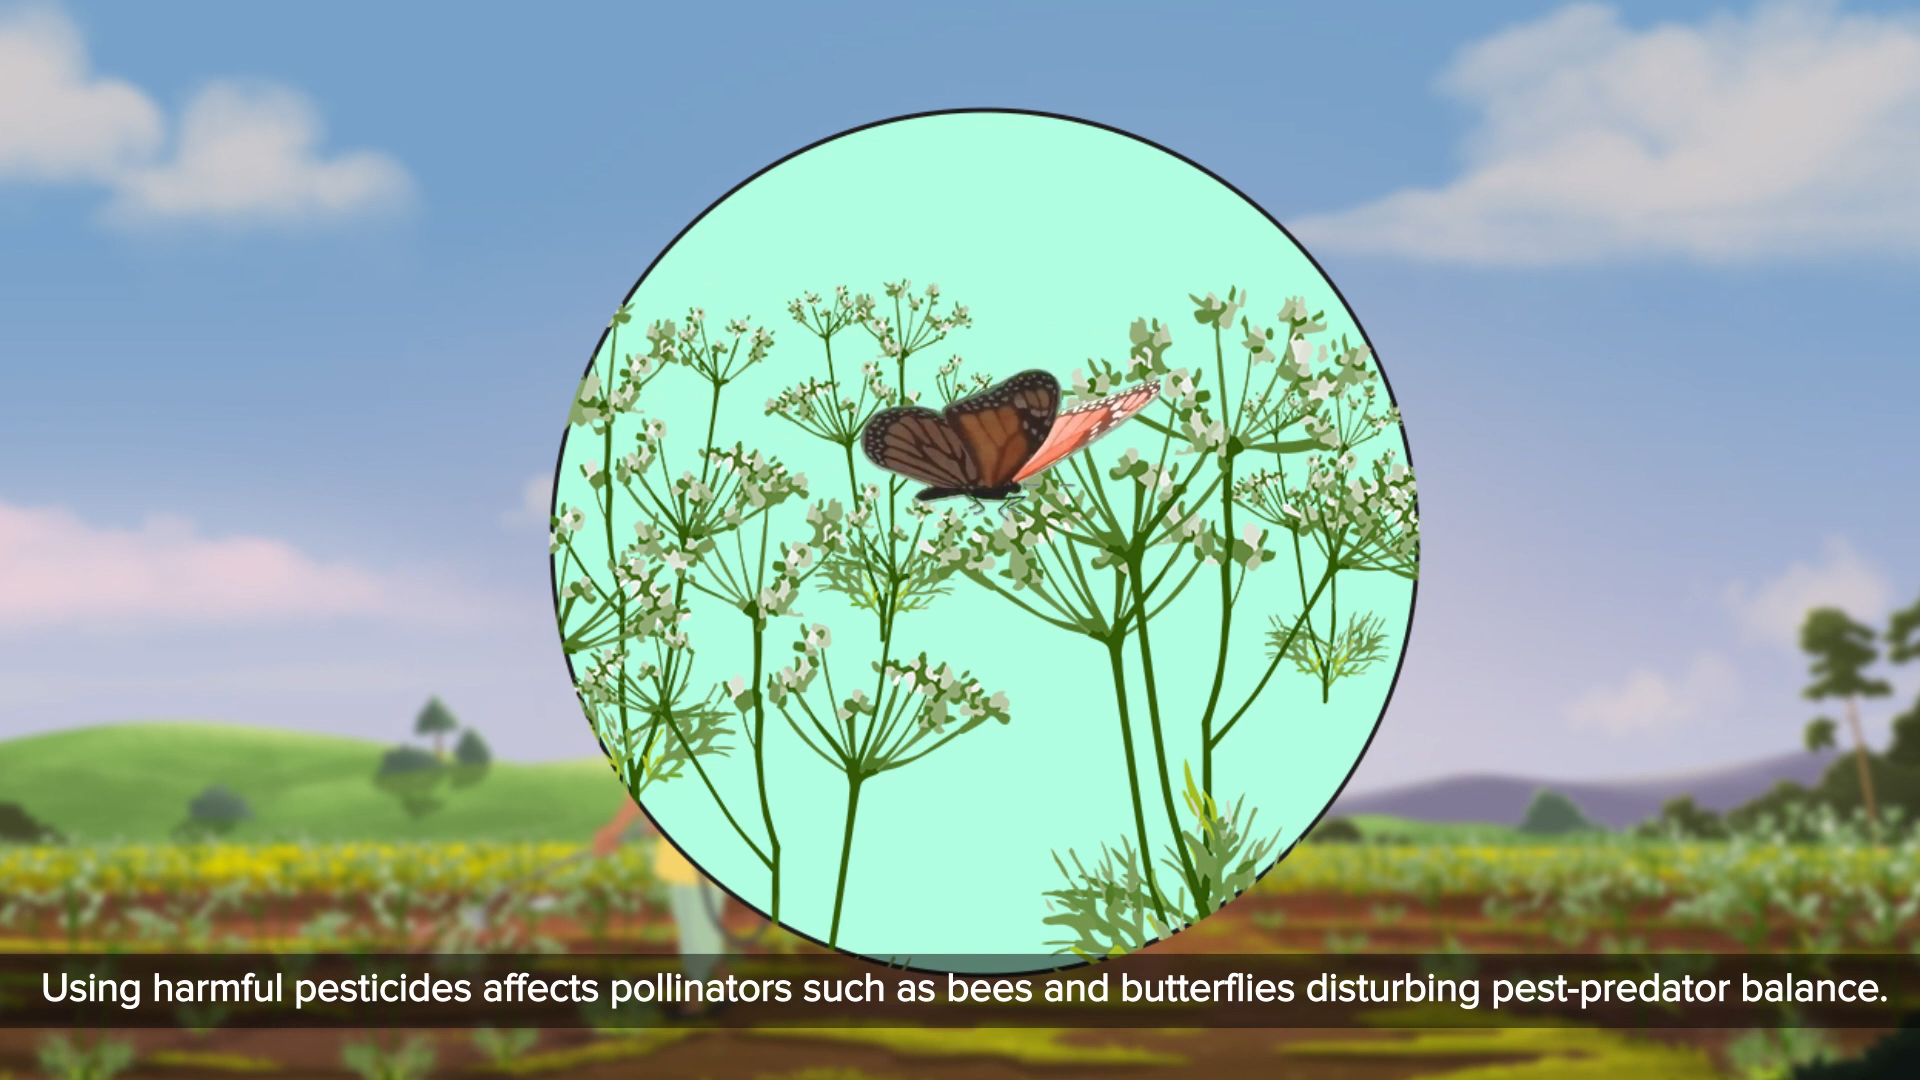 Using harmful pesticides affects pollinators such as bees and butterflies disturbing pest-predator balance.